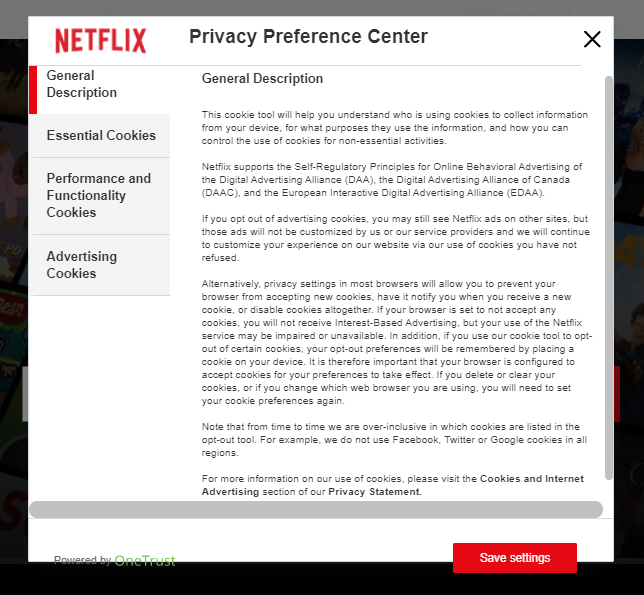 NETFLIX
Privacy Preference Center
General
Description
Essential Cookies
Performance and
Functionality
Cookies
Advertising
Cookies
General Description
This cookie tool will help you understand who is using cookies to collect information
from your device, for what purposes they use the information, and how you can
control the use of cookies for non-essential activities.
Netflix supports the Self-Regulatory Principles for Online Behavioral Advertising of
the Digital Advertising Alliance (DAA), the Digital Advertising Alliance of Canada
(DAAC), and the European Interactive Digital Advertising Alliance (EDAA).
If you opt out of advertising cookies, you may still see Netflix ads on other sites, but
those ads will not be customized by us or our service providers and we will continue
to customize your experience on our website via our use of cookies you have not
refused.
Alternatively, privacy settings in most browsers will allow you to prevent your
browser from accepting new cookies, have it notify you when you receive a new
cookie, or disable cookies altogether. If your browser is set to not accept any
cookies, you will not receive Interest-Based Advertising, but your use of the Netflix
service may be impaired or unavailable. In addition, if you use our cookie tool to opt-
out of certain cookies, your opt-out preferences will be remembered by placing a
cookie on your device. It is therefore important that your browser is configured to
accept cookies for your preferences to take effect. If you delete or clear your
cookies, or if you change which web browser you are using, you will need to set
your cookie preferences again.
Note that from time to time we are over-inclusive in which cookies are listed in the
opt-out tool. For example, we do not use Facebook, Twitter or Google cookies in all
regions.
For more information on our use of cookies, please visit the Cookies and Internet
Advertising section of our Privacy Statement.
Powered by OneTrust
Save settings